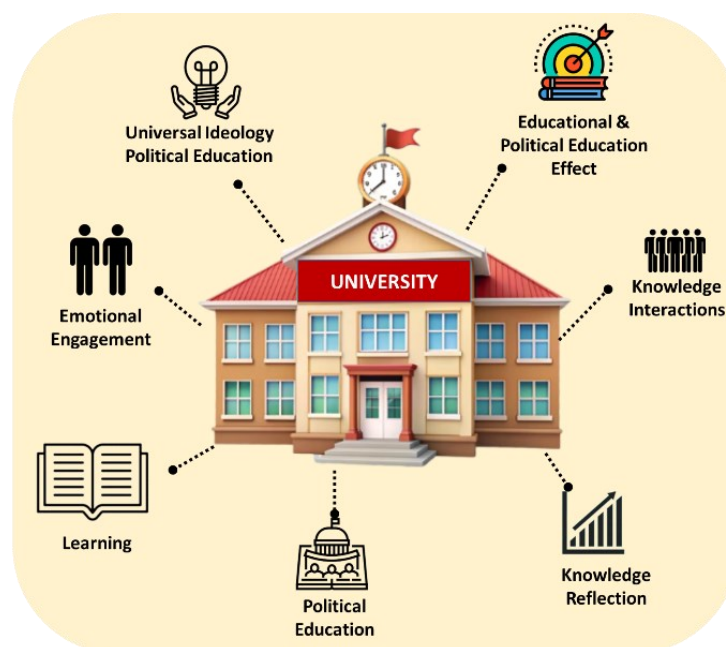 Universal Ideology
Political Education
Educational &
Political Education
Effect
UNIVERSITY
Emotional
Engagement
Knowledge
Interactions
Learning
Political
Education
Knowledge
Reflection